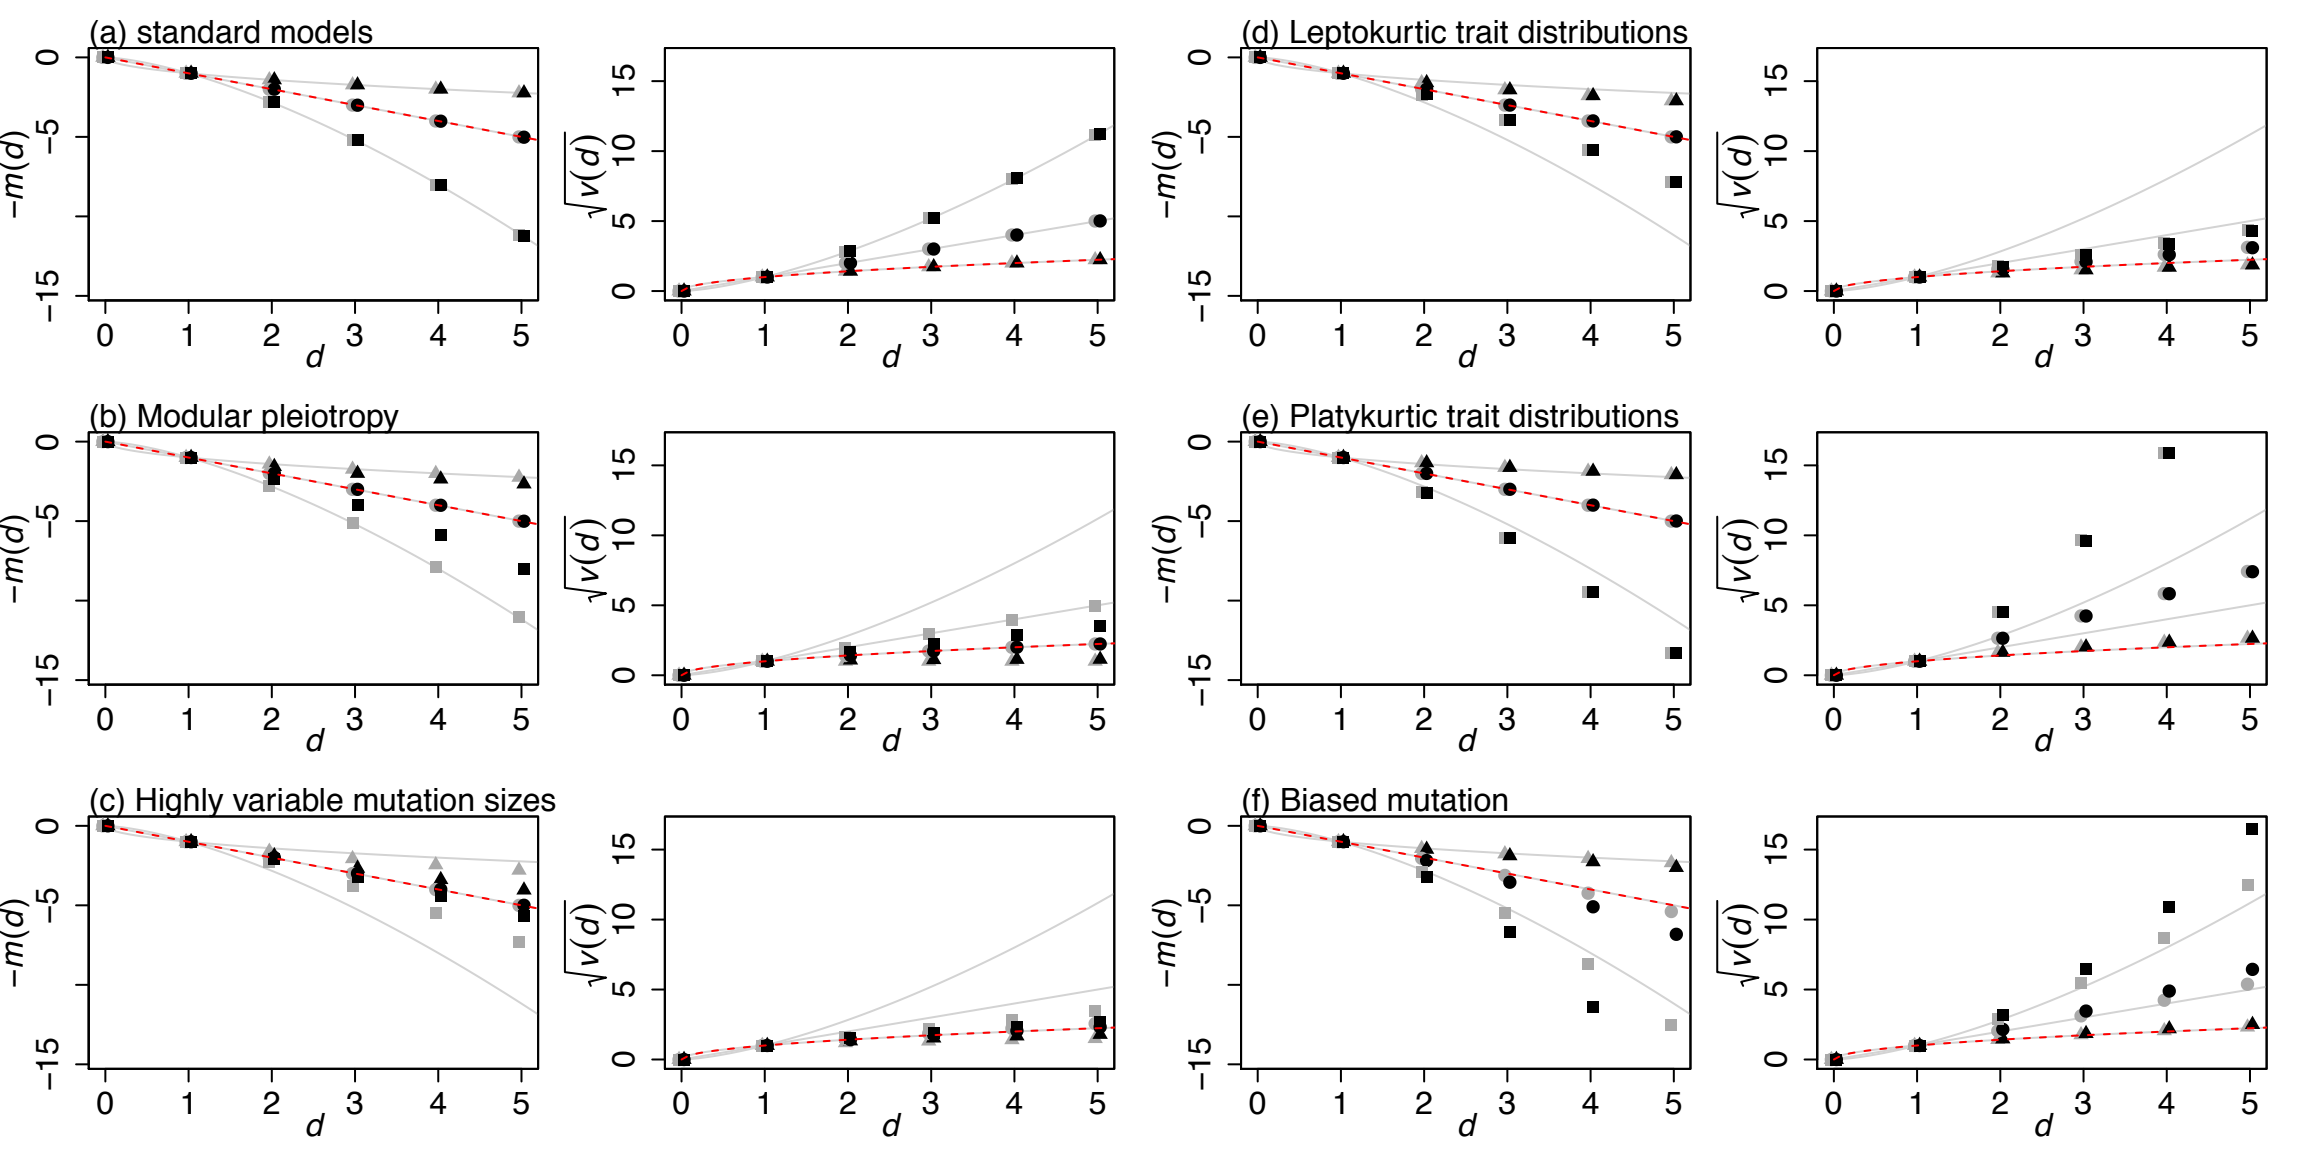 (a) standard models
0
−5
−15
−m(d)
0 1 2 3 4 5
d
15
10
5
0
√v(d)
0 1 2 3 4 5
d
(d) Leptokurtic trait distributions
0
−5
−15
−m(d)
0 1 2 3 4 5
d
15
10
5
0
√v(d)
0 1 2 3 4 5
d
(b) Modular pleiotropy
0
−5
−15
−m(d)
0 1 2 3 4 5
d
15
10
5
0
√v(d)
0 1 2 3 4 5
d
(e) Platykurtic trait distributions
0
−5
−15
−m(d)
0 1 2 3 4 5
d
15
10
5
0
√v(d)
0 1 2 3 4 5
d
(c) Highly variable mutation sizes
0
−5
−15
−m(d)
0 1 2 3 4 5
d
15
10
5
0
√v(d)
0 1 2 3 4 5
d
(f) Biased mutation
0
−5
−15
−m(d)
0 1 2 3 4 5
d
15
10
5
0
√v(d)
0 1 2 3 4 5
d